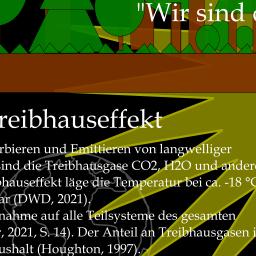 "Wir sind
reibhauseffekt
rbieren und Emittieren von langwelliger
sind die Treibhausgase CO2, H2O und andere
bhauseffekt läge die Temperatur bei ca. -18 °C
ar (DWD, 2021).
nahme auf alle Teilsysteme des gesamten
, 2021, S. 14). Der Anteil an Treibhausgasen i
ushalt (Houghton, 1997).